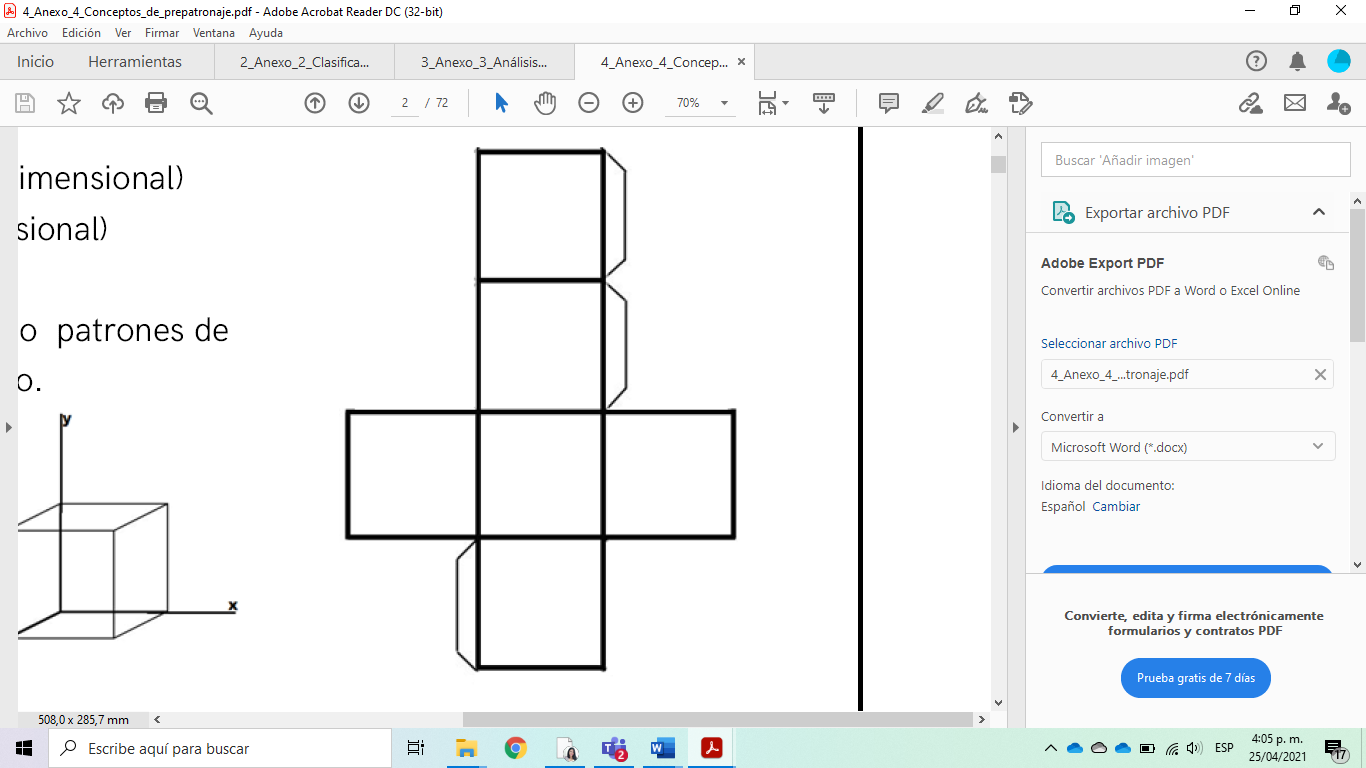 4_Anexo_4_Conceptos_de_prepatronaje.pdf - Adobe Acrobat Reader DC (32-bit)
Archivo Edición Ver Firmar Ventana Ayuda
Inicio Herramientas 2_Anexo_2_Clasifica... 3_Anexo_3_Análisis... 4_Anexo_4_Concep...
2 / 72 70%
imensional)
sional)
o patrones de
o.
y
x
508,0 x 285,7 mm
Buscar 'Añadir imagen'
Exportar archivo PDF
Adobe Export PDF
Convertir archivos PDF a Word o Excel Online
Seleccionar archivo PDF
4_Anexo_4_...tronaje.pdf
Convertir a
Microsoft Word (*.docx)
Idioma del documento:
Español Cambiar
Convierte, edita y firma electrónicamente
formularios y contratos PDF
Prueba gratis de 7 días
Escribe aquí para buscar
2
ESP
4:05 p. m.
25/04/2021
17